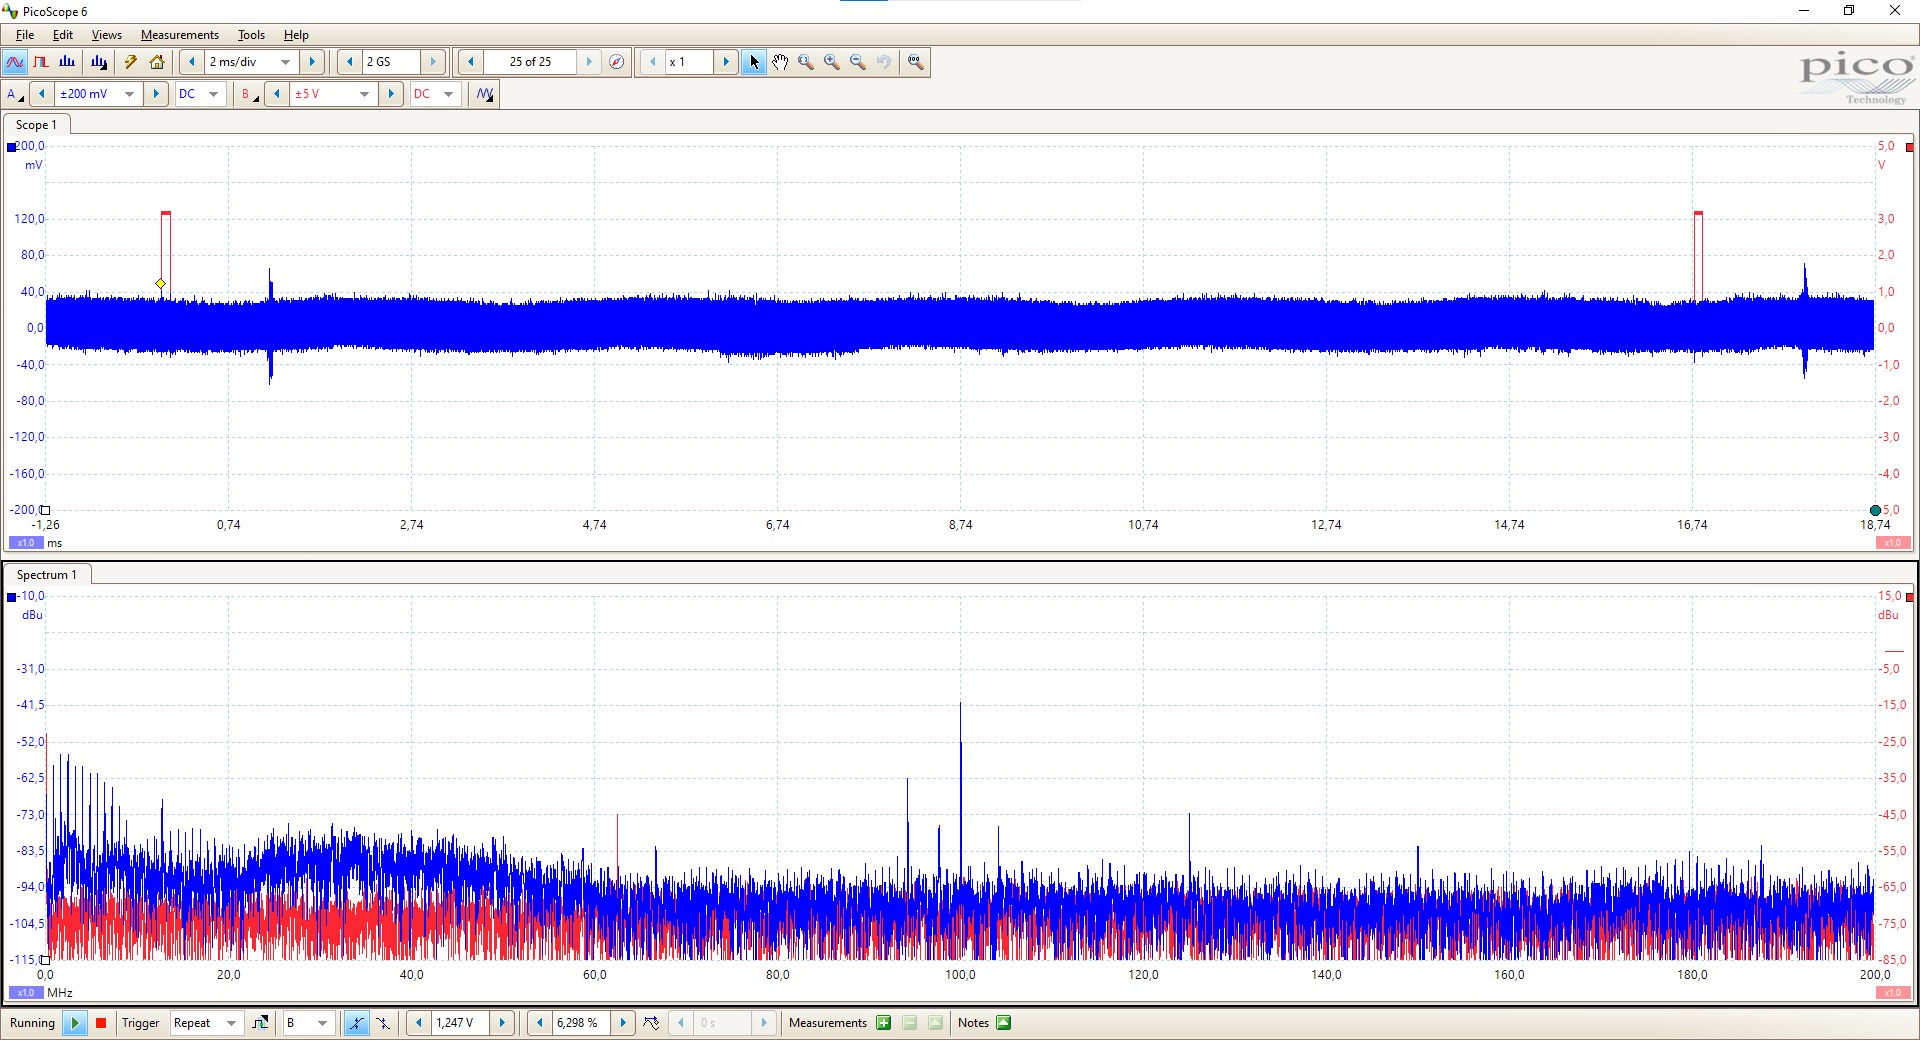 PicoScope 6
File Edit Views Measurements Tools Help
2 ms/div 2 GS 25 of 25 x 1
A ±200 mV DC B ±5 V DC
pico
Technology
Scope 1
200,0 5,0
mV V
120,0 3,0
80,0 2,0
40,0 1,0
0,0 0,0
-40,0 -1,0
-80,0 -2,0
-120,0 -3,0
-160,0 -4,0
-200,0 5,0
-1,26 0,74 2,74 4,74 6,74 8,74 10,74 12,74 14,74 16,74 18,74
x1,0 ms x1,0
Spectrum 1
-10,0 15,0
dBu dBu
-31,0 -5,0
-41,5 -15,0
-52,0 -25,0
-62,5 -35,0
-73,0 -45,0
-83,5 -55,0
-94,0 -65,0
-104,5 -75,0
-115,0 -85,0
0,0 20,0 40,0 60,0 80,0 100,0 120,0 140,0 160,0 180,0 200,0
x1,0 MHz x1,0
Running Trigger Repeat B 1,247 V 6,298 % 0 s Measurements Notes